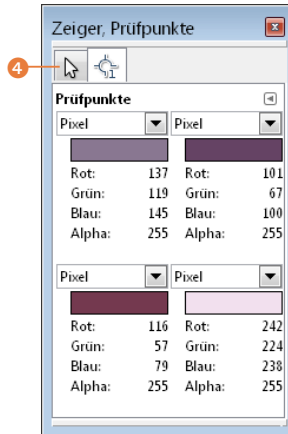 Zeiger, Prüfpunkte
4
1
Prüfpunkte
Pixel Pixel
Rot: 137 Rot: 101
Grün: 119 Grün: 67
Blau: 145 Blau: 100
Alpha: 255 Alpha: 255
Pixel Pixel
Rot: 116 Rot: 242
Grün: 57 Grün: 224
Blau: 79 Blau: 238
Alpha: 255 Alpha: 255